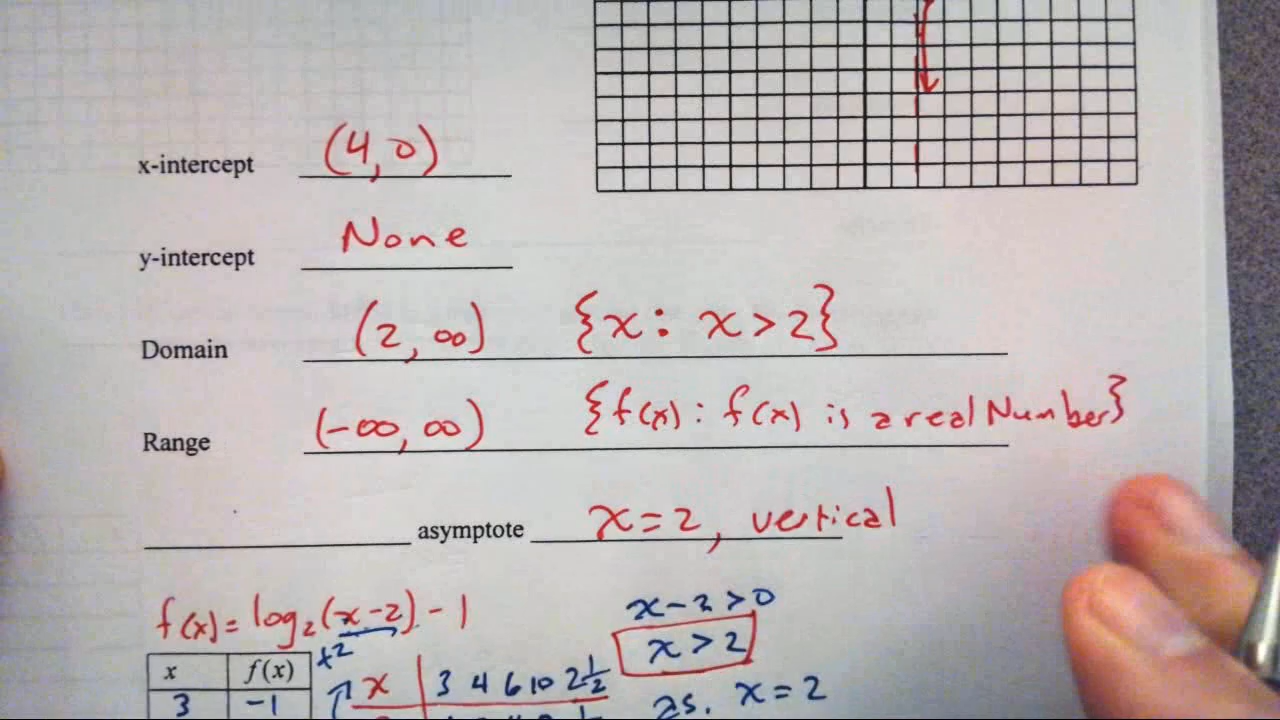 x-intercept (4,0)
y-intercept None
Domain (2, ∞) {x: x>2}
Range (-∞, ∞) {f(x): f(x) is a real Number}
asymptote x=2, vertical
f(x)=log₂(x-2)-1
x-2>0
x>2
+2
x f(x)
x 3 4 6 10 2½
as. x=2
3 -1